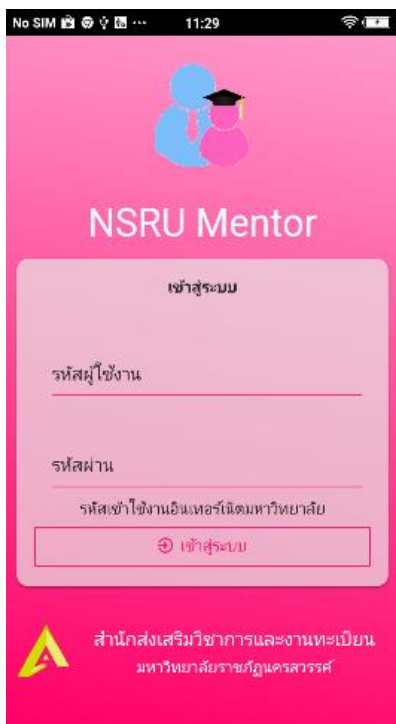 No SIM ... 11:29
NSRU Mentor
เข้าสู่ระบบ
รหัสผู้ใช้งาน
รหัสผ่าน
รหัสเข้าใช้งานอินเทอร์เน็ตมหาวิทยาลัย
เข้าสู่ระบบ
สำนักส่งเสริมวิชาการและงานทะเบียน
มหาวิทยาลัยราชภัฏนครสวรรค์